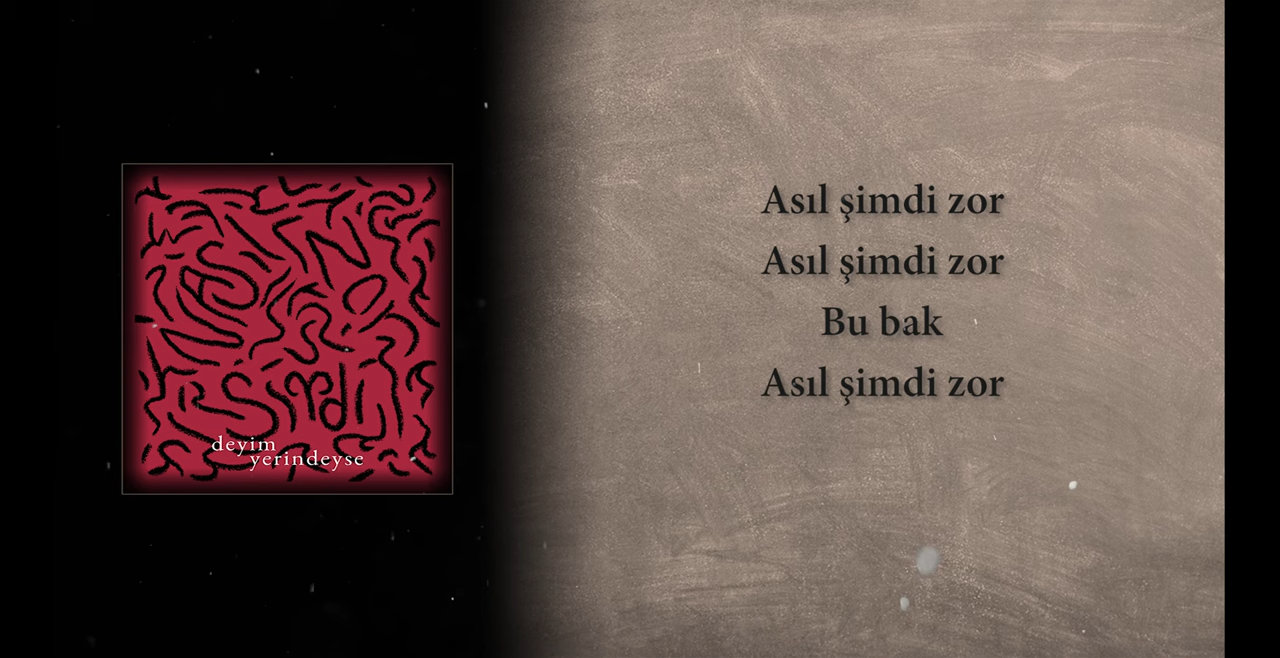 deyim
yerindeyse
Asıl şimdi zor
Asıl şimdi zor
Bu bak
Asıl şimdi zor